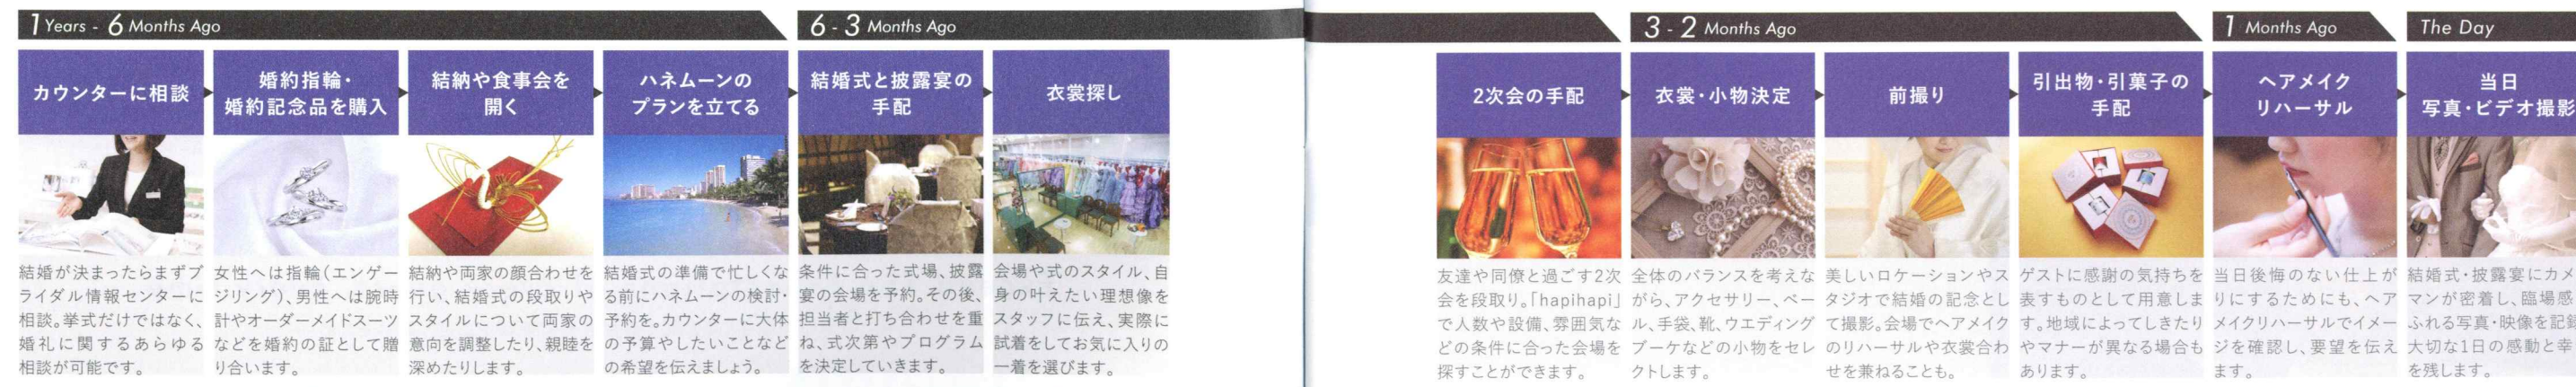 1 Years - 6 Months Ago
カウンターに相談
結婚が決まったらまずブ
ライダル情報センターに
相談。挙式だけではなく、
婚礼に関するあらゆる
相談が可能です。
婚約指輪・
婚約記念品を購入
女性へは指輪(エンゲー
ジリング)、男性へは腕時
計やオーダーメイドスーツ
などを婚約の証として贈
り合います。
結納や食事会を
開く
結納や両家の顔合わせを
行い、結婚式の段取りや
スタイルについて両家の
意向を調整したり、親睦を
深めたりします。
ハネムーンの
プランを立てる
結婚式の準備で忙しくな
る前にハネムーンの検討・
予約を。カウンターに大体
の予算やしたいことなど
の希望を伝えましょう。
6 - 3 Months Ago
結婚式と披露宴の
手配
条件に合った式場、披露
宴の会場を予約。その後、
担当者と打ち合わせを重
ね、式次第やプログラム
を決定していきます。
衣裳探し
会場や式のスタイル、自
身の叶えたい理想像を
スタッフに伝え、実際に
試着をしてお気に入りの
一着を選びます。
2次会の手配
友達や同僚と過ごす2次
会を段取り。「hapihapi」
で人数や設備、雰囲気な
どの条件に合った会場を
探すことができます。
3 - 2 Months Ago
衣裳・小物決定
全体のバランスを考えな
がら、アクセサリー、ベー
ル、手袋、靴、ウエディング
ブーケなどの小物をセレ
クトします。
前撮り
美しいロケーションやス
タジオで結婚の記念とし
て撮影。会場でヘアメイク
のリハーサルや衣裳合わ
せを兼ねることも。
引出物・引菓子の
手配
ゲストに感謝の気持ちを
表すものとして用意しま
す。地域によってしきたり
やマナーが異なる場合も
あります。
1 Months Ago
ヘアメイク
リハーサル
当日後悔のない仕上が
りにするためにも、ヘア
メイクリハーサルでイメー
ジを確認し、要望を伝え
ます。
The Day
当日
写真・ビデオ撮影
結婚式・披露宴にカメ
マンが密着し、臨場感
ふれる写真・映像を記録
大切な1日の感動と幸
を残します。